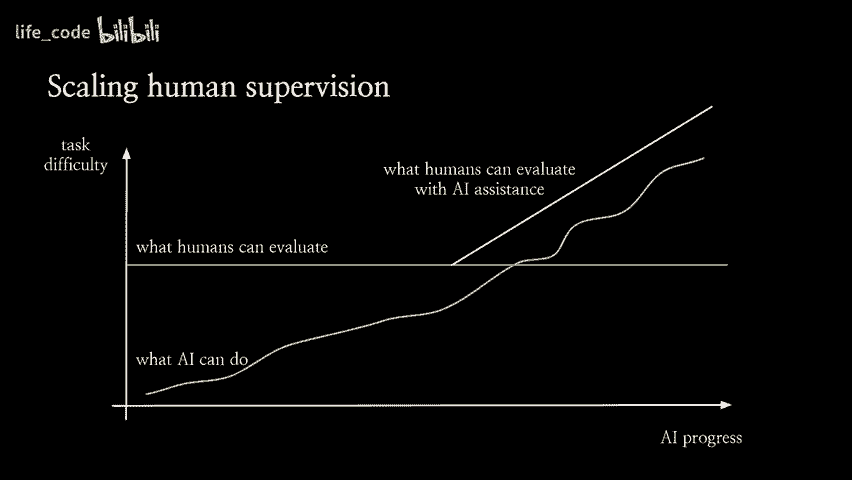 life_code bilibili
Scaling human supervision
task
difficulty
what humans can evaluate
with AI assistance
what humans can evaluate
what AI can do
AI progress